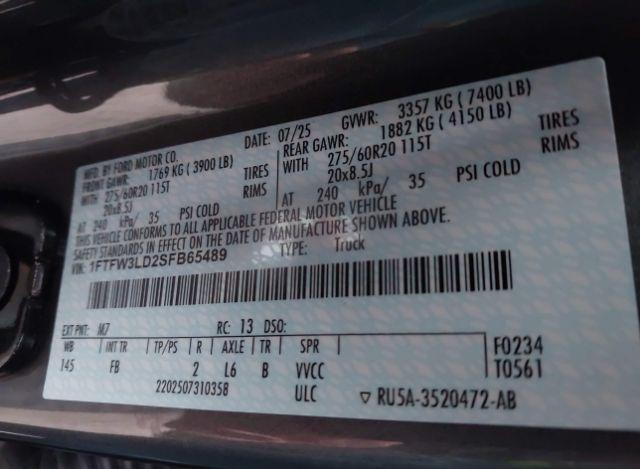 MFD. BY FORD MOTOR CO.
DATE: 07/25 GVWR: 3357 KG ( 7400 LB)
FRONT GAWR: 1769 KG ( 3900 LB)
REAR GAWR: 1882 KG ( 4150 LB)
WITH 275/60R20 115T TIRES
WITH 275/60R20 115T TIRES
20x8.5J RIMS
20x8.5J RIMS
AT 240 kPa/ 35 PSI COLD
AT 240 kPa/ 35 PSI COLD
THIS VEHICLE CONFORMS TO ALL APPLICABLE FEDERAL MOTOR VEHICLE
SAFETY STANDARDS IN EFFECT ON THE DATE OF MANUFACTURE SHOWN ABOVE.
VIN: 1FTFW3LD2SFB65489 TYPE: Truck
EXT PNT: M7 RC: 13 DSO:
WB INT TR TP/PS R AXLE TR SPR F0234
145 FB 2 L6 B VVCC T0561
2202507310358 ULC ▽ RU5A-3520472-AB